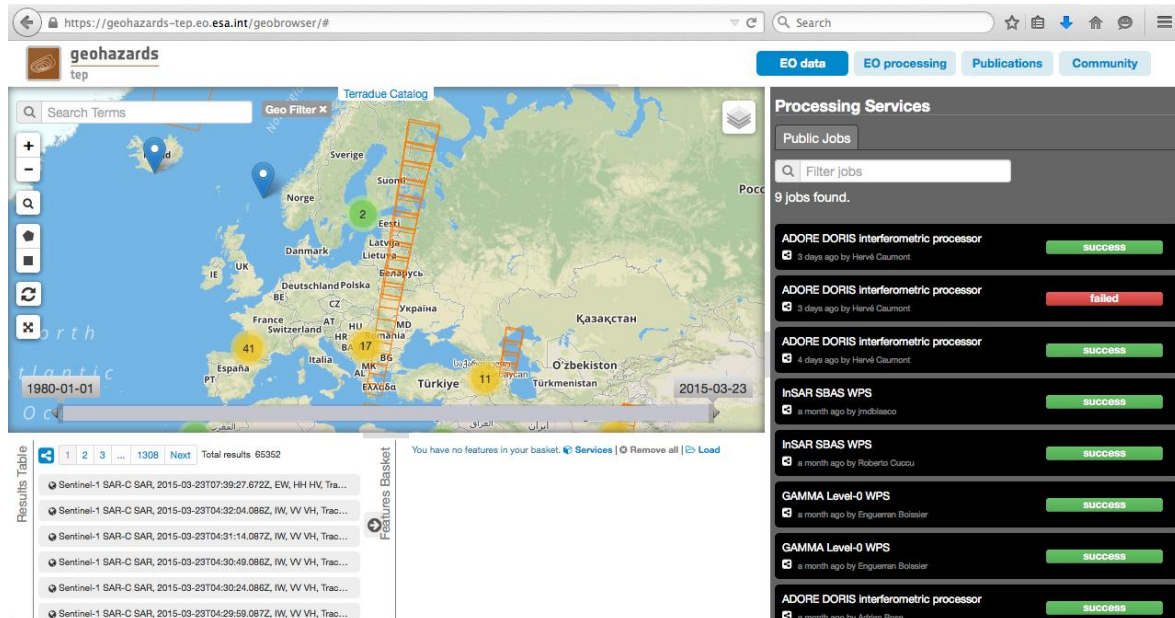 https://geohazards-tep.eo.esa.int/geobrowser/#
Search
geohazards
tep
EO data
EO processing
Publications
Community
Terradue Catalog
Search Terms
Geo Filter ×
Sverige
Suomi
Norge
2
Eesti
Latvija
Lietuva
Danmark
Беларусь
UK
IE
Deutschland
Polska
BE
CZ
Україна
France
AT
HU
MD
Switzerland
HR
România
Қазақстан
41
17
BG
Italia
MK
AL
España
PT
Ελλάδα
Türkiye
11
O'zbekiston
Türkmenistan
1980-01-01
2015-03-23
Processing Services
Public Jobs
Filter jobs
9 jobs found.
ADORE DORIS interferometric processor
3 days ago by Hervé Caumont
success
ADORE DORIS interferometric processor
3 days ago by Hervé Caumont
failed
ADORE DORIS interferometric processor
4 days ago by Hervé Caumont
success
InSAR SBAS WPS
a month ago by jmdblasco
success
InSAR SBAS WPS
a month ago by Roberto Cuccu
success
GAMMA Level-0 WPS
a month ago by Enguerran Boissier
success
GAMMA Level-0 WPS
a month ago by Enguerran Boissier
success
ADORE DORIS interferometric processor
success
Results Table
1 2 3 ... 1308 Next Total results 65352
Sentinel-1 SAR-C SAR, 2015-03-23T07:39:27.672Z, EW, HH HV, Tra...
Sentinel-1 SAR-C SAR, 2015-03-23T04:32:04.086Z, IW, VV VH, Trac...
Sentinel-1 SAR-C SAR, 2015-03-23T04:31:14.087Z, IW, VV VH, Trac...
Sentinel-1 SAR-C SAR, 2015-03-23T04:30:49.086Z, IW, VV VH, Trac...
Sentinel-1 SAR-C SAR, 2015-03-23T04:30:24.086Z, IW, VV VH, Trac...
Sentinel-1 SAR-C SAR, 2015-03-23T04:29:59.087Z, IW, VV VH, Trac...
Features Basket
You have no features in your basket. Services | Remove all | Load